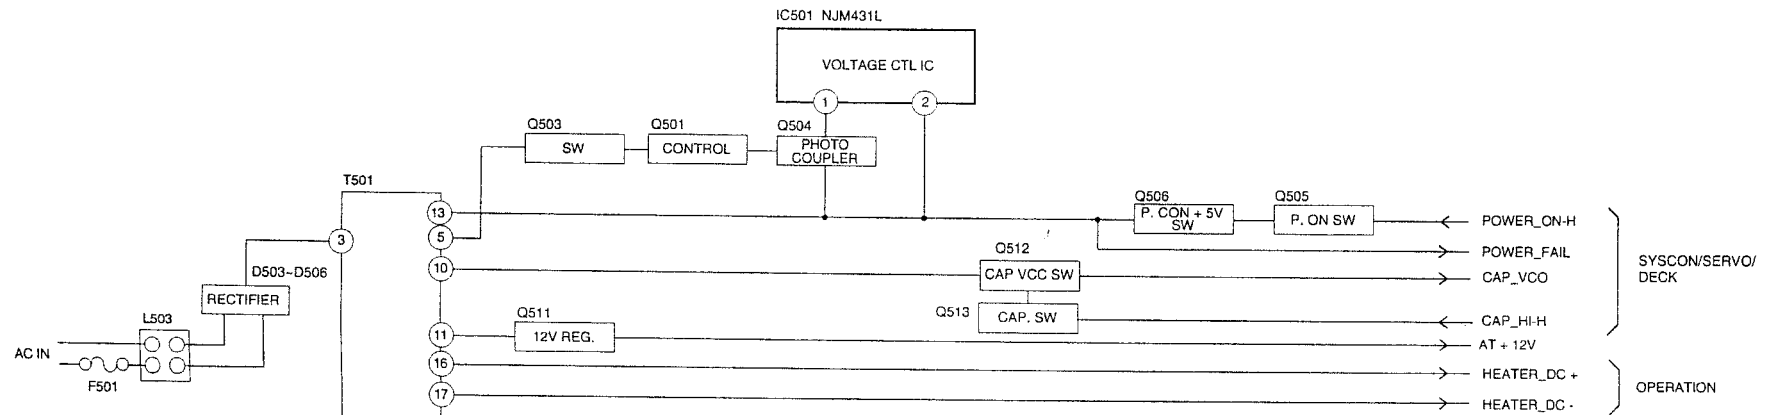 IC501 NJM431L
VOLTAGE CTL IC
1
2
Q503
SW
Q501
CONTROL
Q504
PHOTO
COUPLER
T501
13
5
3
10
11
16
17
Q506
P. CON + 5V
SW
Q505
P. ON SW
POWER_ON-H
POWER_FAIL
Q512
CAP VCC SW
CAP_VCO
Q513
CAP. SW
CAP_HI-H
SYSCON/SERVO/
DECK
D503~D506
RECTIFIER
L503
Q511
12V REG.
AT + 12V
AC IN
F501
HEATER_DC +
HEATER_DC -
OPERATION